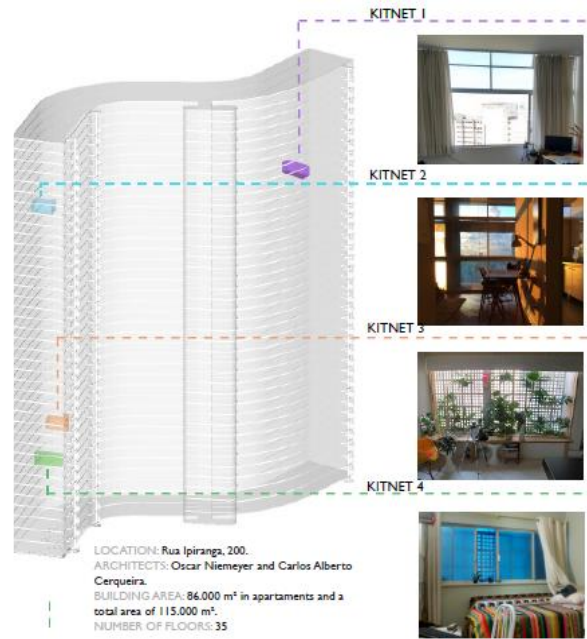 KITNET 1
KITNET 2
KITNET 3
KITNET 4
LOCATION: Rua Ipiranga, 200.
ARCHITECTS: Oscar Niemeyer and Carlos Alberto
Cerqueira.
BUILDING AREA: 86.000 m² in apartaments and a
total area of 115.000 m².
NUMBER OF FLOORS: 35